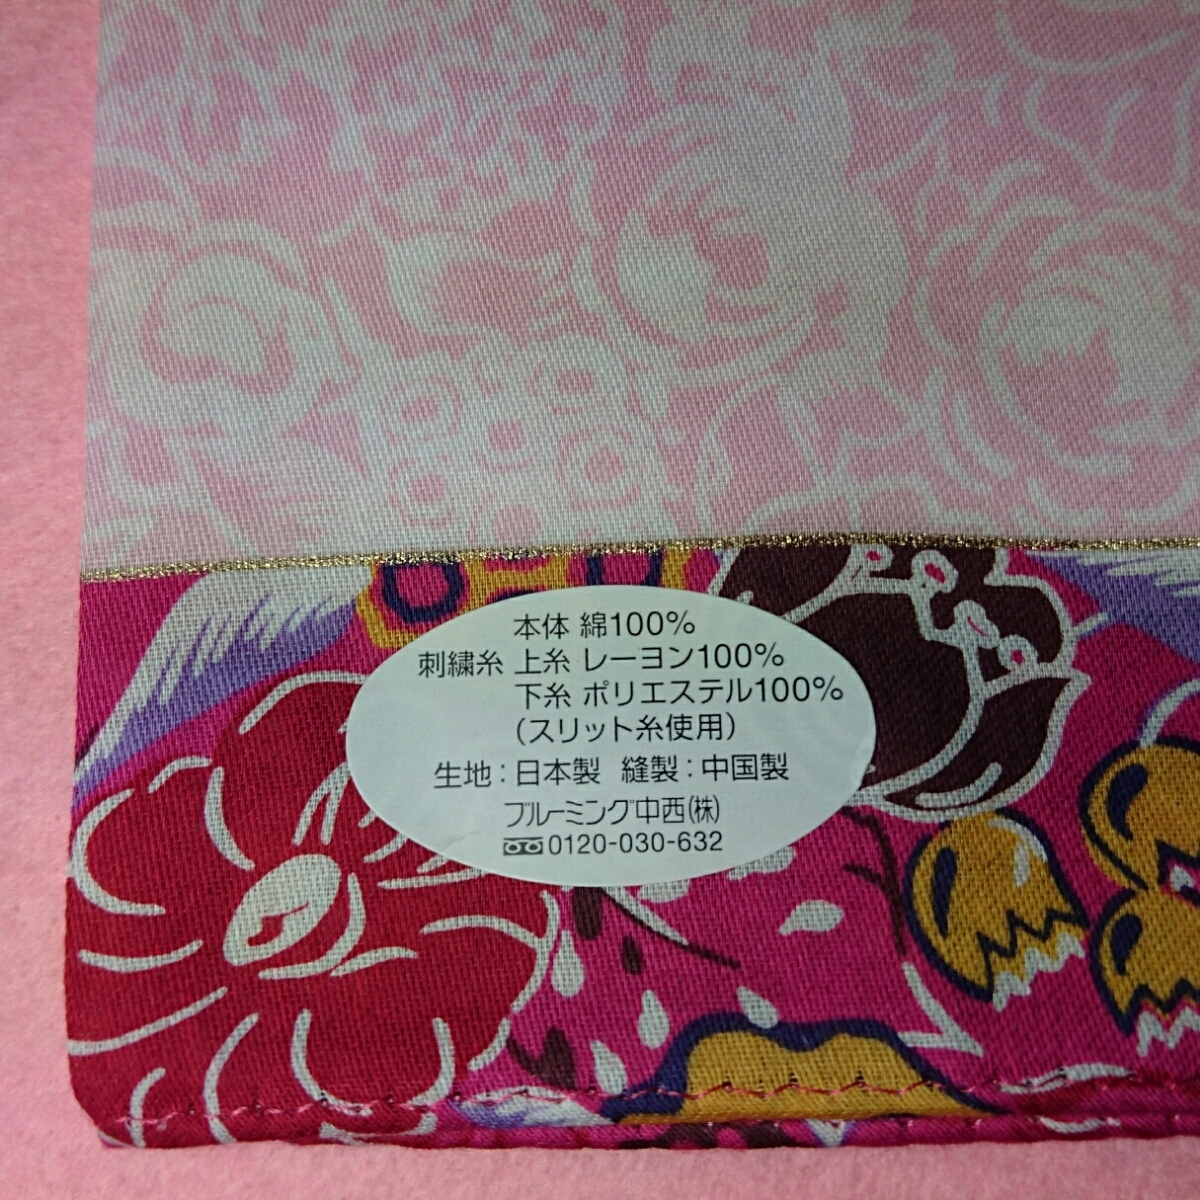 本体 綿100%
刺繍糸 上糸 レーヨン100%
下糸 ポリエステル100%
(スリット糸使用)
生地:日本製 縫製:中国製
ブルーミング中西(株)
0120-030-632